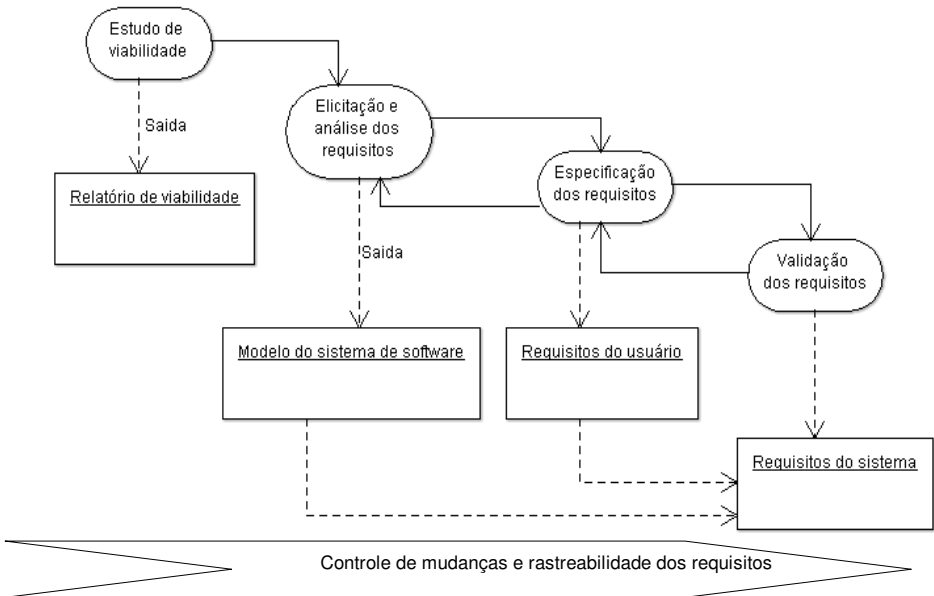 Estudo de
viabilidade
Saida
Elicitação e
análise dos
requisitos
Relatório de viabilidade
Especificação
dos requisitos
Saida
Validação
dos requisitos
Modelo do sistema de software
Requisitos do usuário
Requisitos do sistema
Controle de mudanças e rastreabilidade dos requisitos